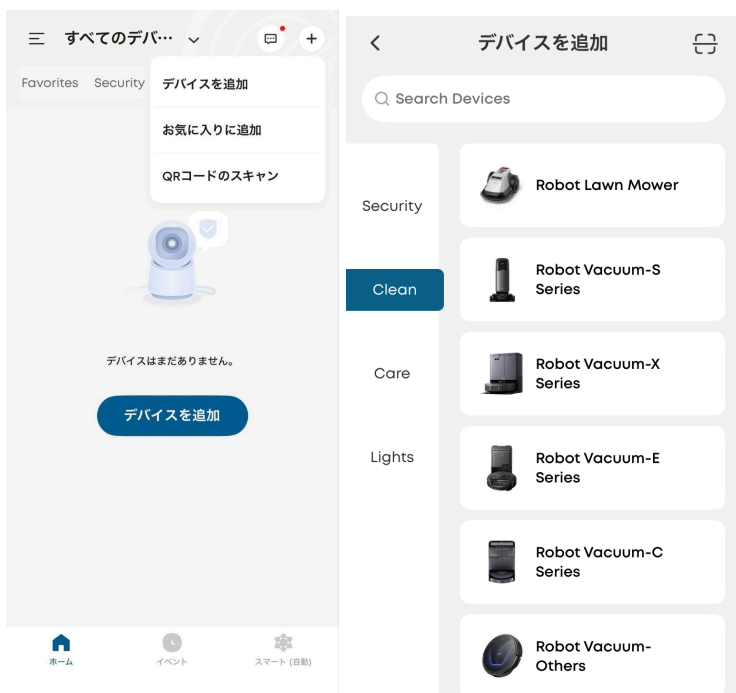 すべてのデバ…
Favorites Security
デバイスを追加
お気に入りに追加
QRコードのスキャン
デバイスはまだありません。
デバイスを追加
ホーム
イベント
スマート (自動)
デバイスを追加
Search Devices
Security
Clean
Care
Lights
Robot Lawn Mower
Robot Vacuum-S
Series
Robot Vacuum-X
Series
Robot Vacuum-E
Series
Robot Vacuum-C
Series
Robot Vacuum-
Others